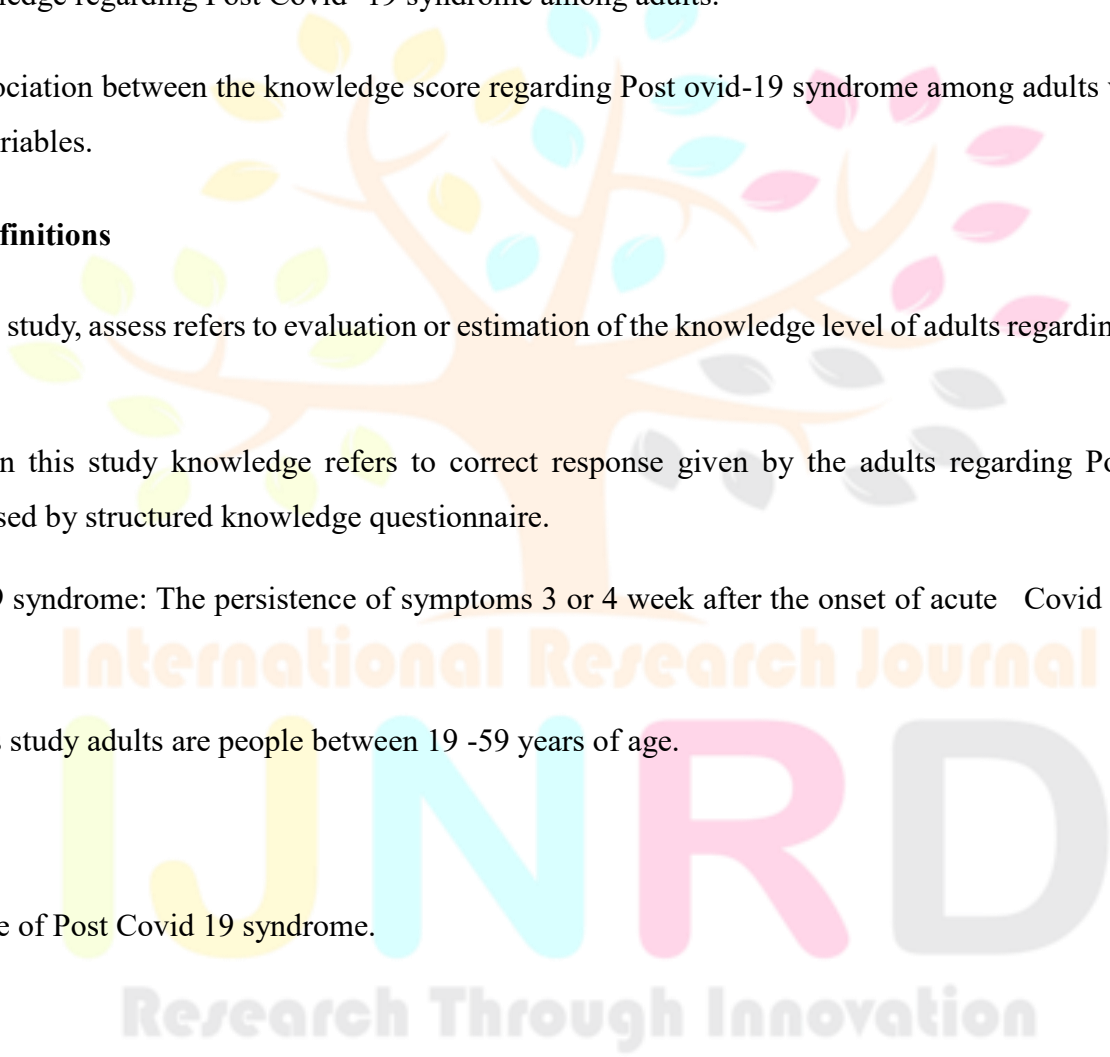 ledge regarding Post Covid -19 syndrome among adults.
ociation between the knowledge score regarding Post ovid-19 syndrome among adults
riables.
finitions
study, assess refers to evaluation or estimation of the knowledge level of adults regardin
n this study knowledge refers to correct response given by the adults regarding Po
sed by structured knowledge questionnaire.
9 syndrome: The persistence of symptoms 3 or 4 week after the onset of acute Covid
International Research Journal
s study adults are people between 19 -59 years of age.
IJNRD
e of Post Covid 19 syndrome.
Research Through Innovation